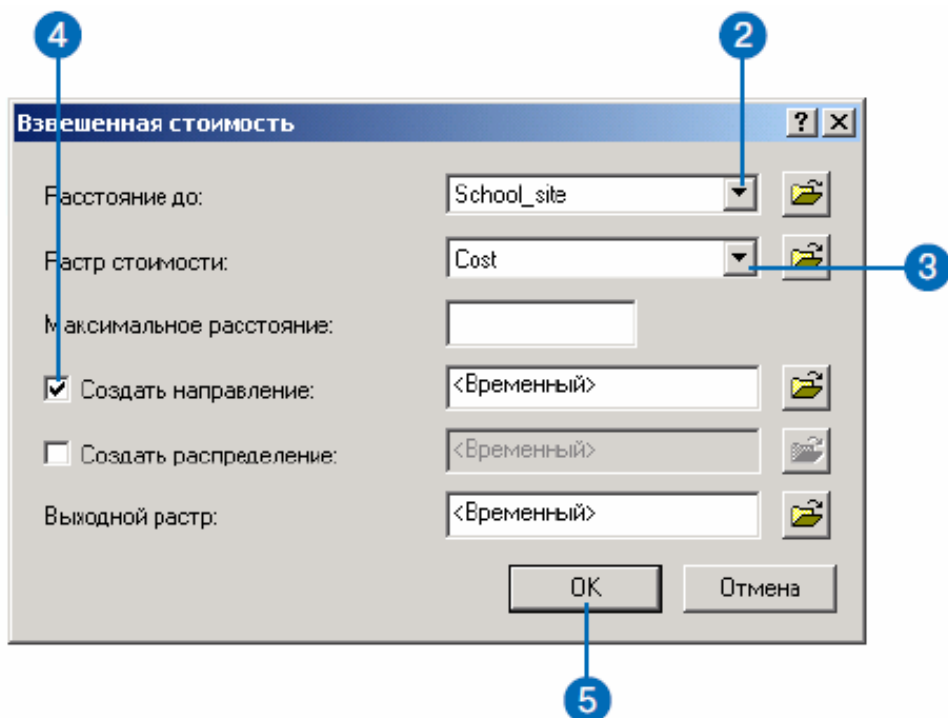 4 2
Взвешенная стоимость
Расстояние до: School_site
Растр стоимости: Cost 3
Максимальное расстояние:
Создать направление: <Временный>
Создать распределение: <Временный>
Выходной растр: <Временный>
OK Отмена
5